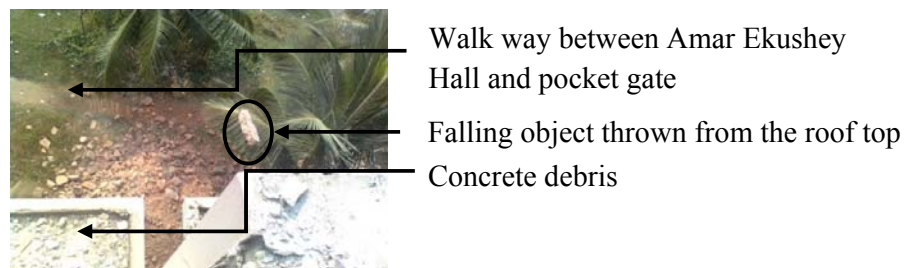 Walk way between Amar Ekushey
Hall and pocket gate
Falling object thrown from the roof top
Concrete debris